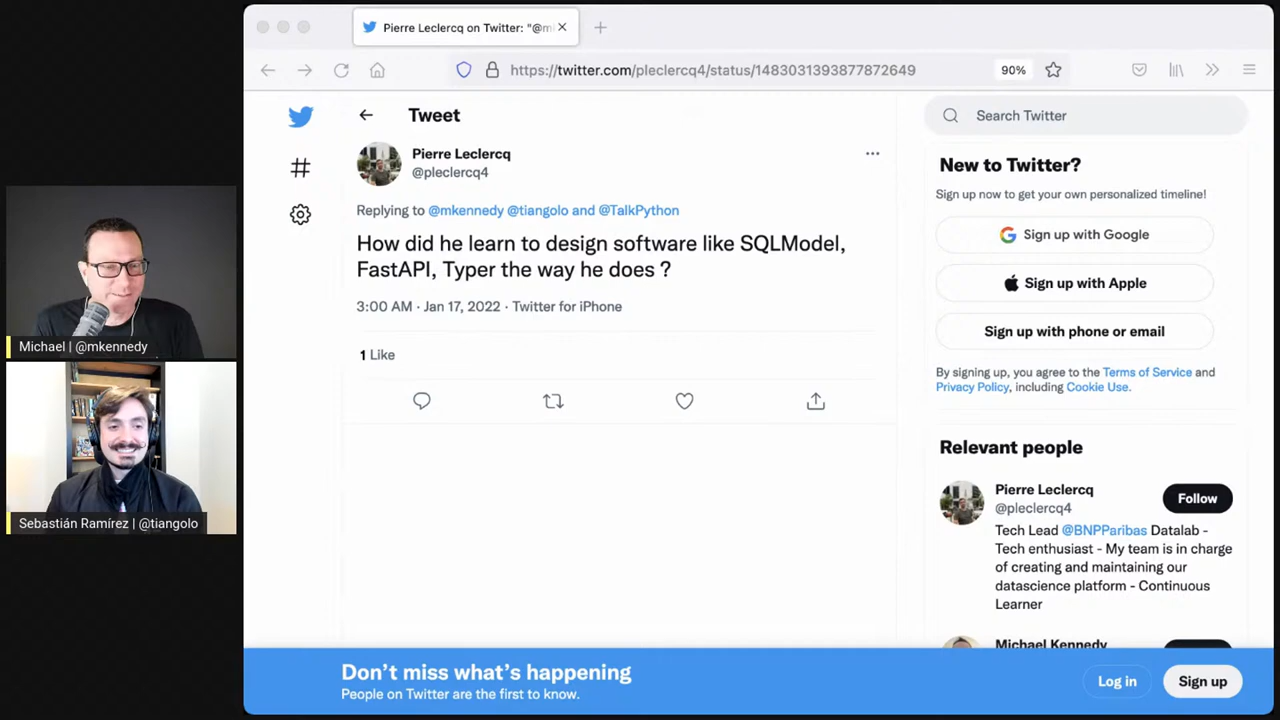 Michael | @mkennedy
Sebastián Ramírez | @tiangolo
Pierre Leclercq on Twitter: "@m
https://twitter.com/pleclercq4/status/1483031393877872649
90%
Tweet
Pierre Leclercq
@pleclercq4
Replying to @mkennedy @tiangolo and @TalkPython
How did he learn to design software like SQLModel,
FastAPI, Typer the way he does ?
3:00 AM · Jan 17, 2022 · Twitter for iPhone
1 Like
Search Twitter
New to Twitter?
Sign up now to get your own personalized timeline!
Sign up with Google
Sign up with Apple
Sign up with phone or email
By signing up, you agree to the Terms of Service and
Privacy Policy, including Cookie Use.
Relevant people
Pierre Leclercq
@pleclercq4
Follow
Tech Lead @BNPParibas Datalab -
Tech enthusiast - My team is in charge
of creating and maintaining our
datascience platform - Continuous
Learner
Michael Kennedy
Don't miss what's happening
People on Twitter are the first to know.
Log in
Sign up